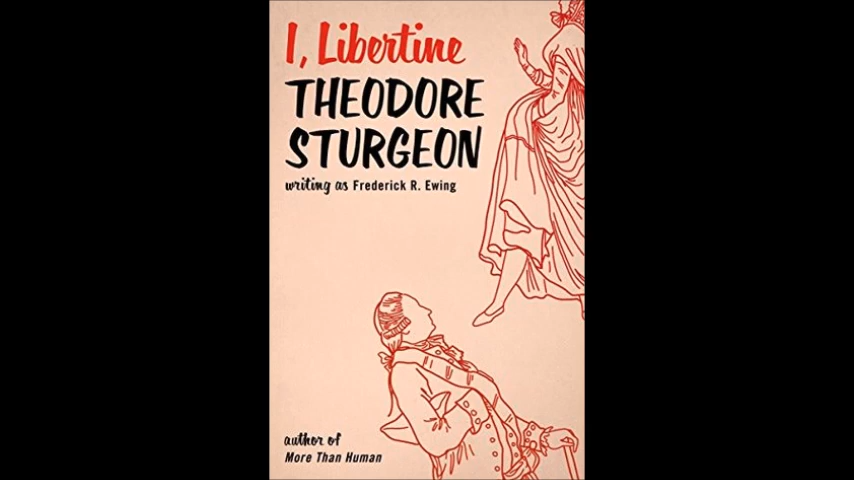 I, Libertine
THEODORE
STURGEON
writing as Frederick R. Ewing
author of
More Than Human